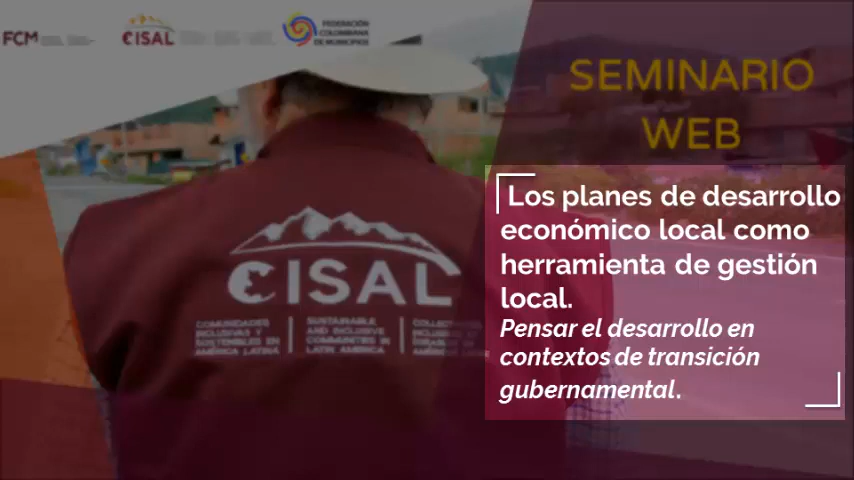 FCM
CISAL
FEDERACIÓN
COLOMBIANA
DE MUNICIPIOS
SEMINARIO
WEB
Los planes de desarrollo
económico local como
herramienta de gestión
local.
Pensar el desarrollo en
contextos de transición
gubernamental.
CISAL
COMUNIDADES
INCLUSIVAS Y
SOSTENIBLES EN
AMÉRICA LATINA
SUSTAINABLE
AND INCLUSIVE
COMMUNITIES IN
LATIN AMERICA